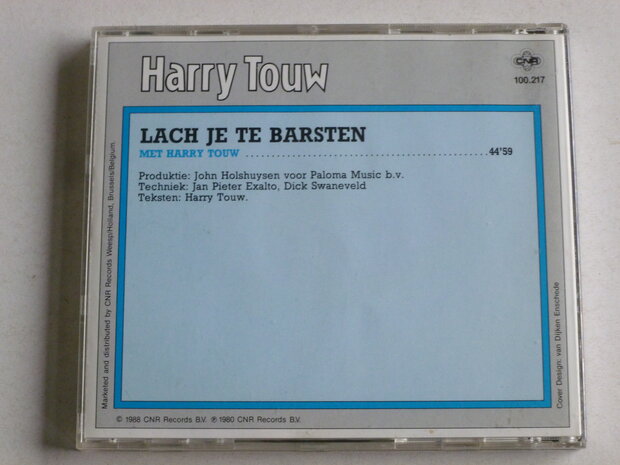 Harry Touw
CNR
100.217
LACH JE TE BARSTEN
MET HARRY TOUW ........................................................ 44'59
Produktie: John Holshuysen voor Paloma Music b.v.
Techniek: Jan Pieter Exalto, Dick Swaneveld
Teksten: Harry Touw.
Marketed and distributed by CNR Records Weesp/Holland, Brussels/Belgium.
Cover Design: van Dijken Enschede
© 1988 CNR Records B.V. ℗ 1980 CNR Records B.V.